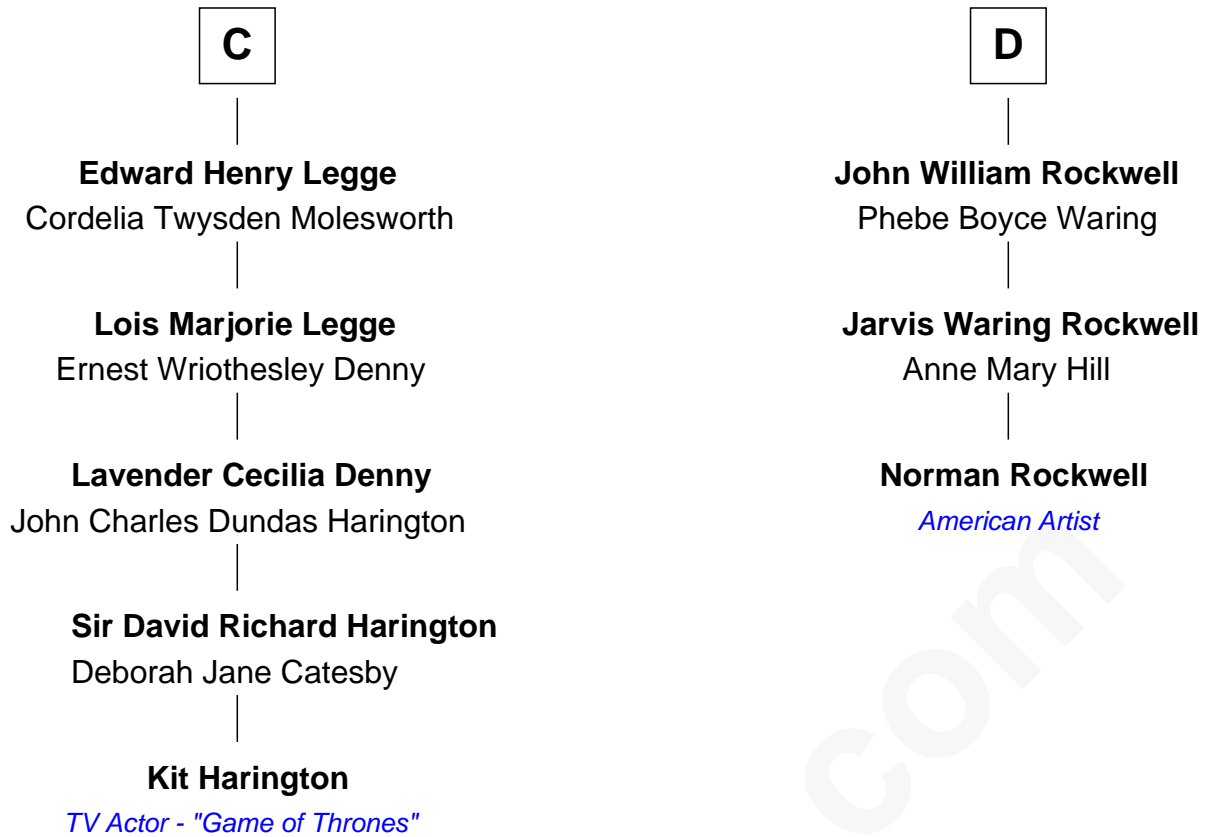 C
Edward Henry Legge
Cordelia Twysden Molesworth
Lois Marjorie Legge
Ernest Wriothesley Denny
Lavender Cecilia Denny
John Charles Dundas Harington
Sir David Richard Harington
Deborah Jane Catesby
Kit Harington
TV Actor - "Game of Thrones"
D
John William Rockwell
Phebe Boyce Waring
Jarvis Waring Rockwell
Anne Mary Hill
Norman Rockwell
American Artist
com